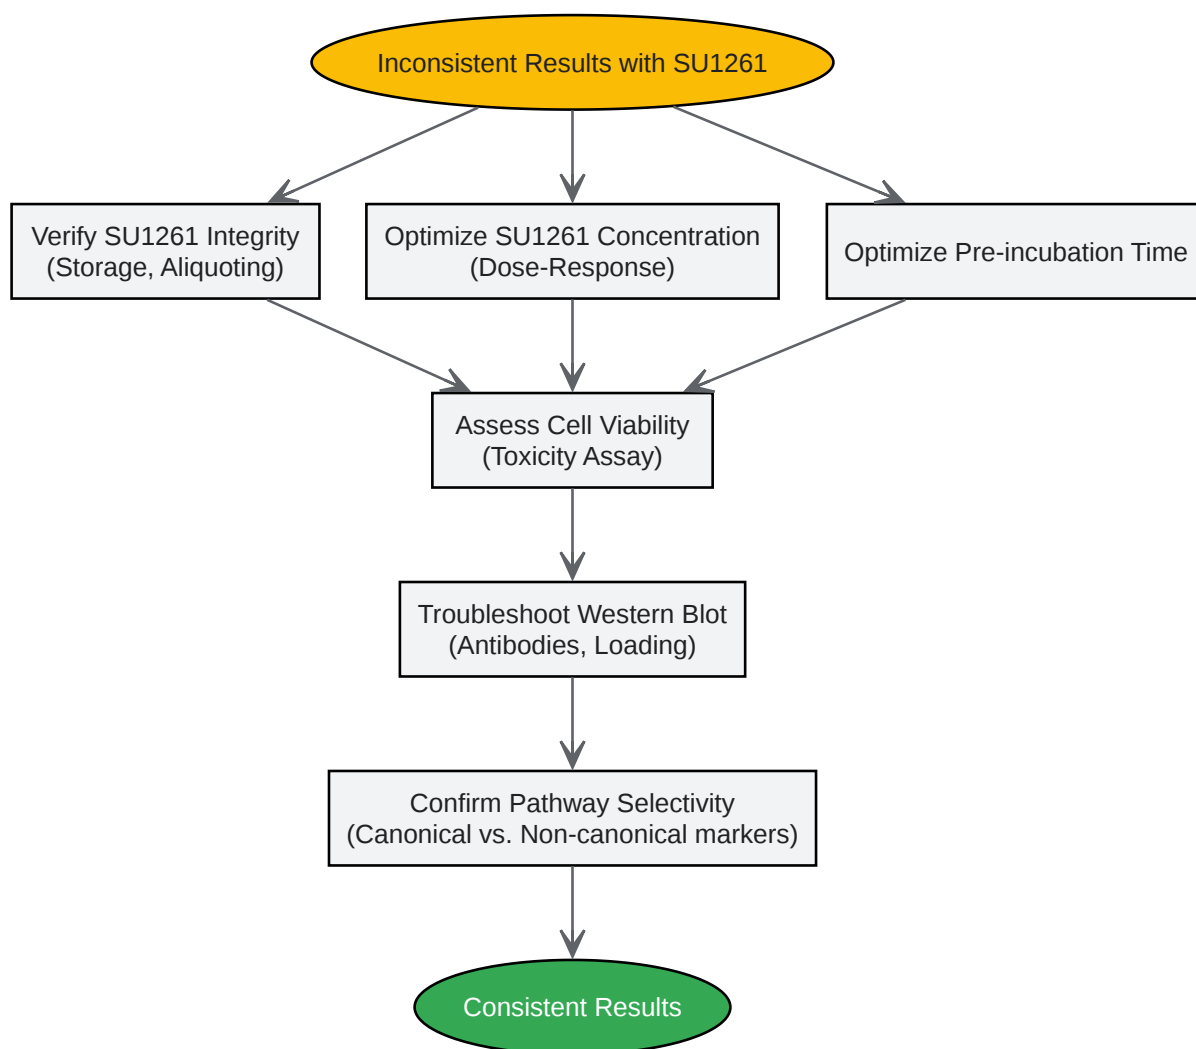 Inconsistent Results with SU1261
Verify SU1261 Integrity
(Storage, Aliquoting)
Optimize SU1261 Concentration
(Dose-Response)
Optimize Pre-incubation Time
Assess Cell Viability
(Toxicity Assay)
Troubleshoot Western Blot
(Antibodies, Loading)
Confirm Pathway Selectivity
(Canonical vs. Non-canonical markers)
Consistent Results